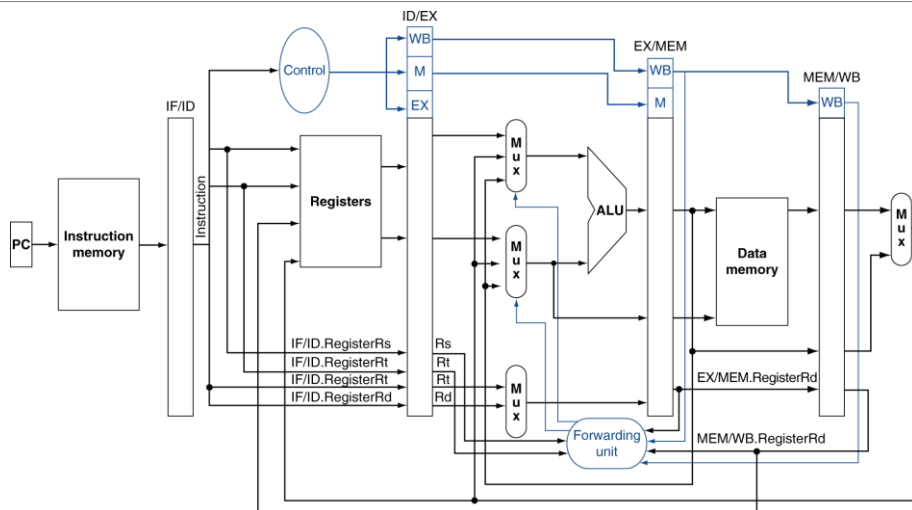 ID/EX
WB
EX/MEM
Control
M
WB
MEM/WB
IF/ID
EX
M
WB
M
u
x
Instruction
Registers
ALU
M
u
x
PC
Instruction
memory
M
u
x
Data
memory
IF/ID.RegisterRs
Rs
IF/ID.RegisterRt
Rt
IF/ID.RegisterRt
Rt
IF/ID.RegisterRd
Rd
M
u
x
EX/MEM.RegisterRd
Forwarding
unit
MEM/WB.RegisterRd